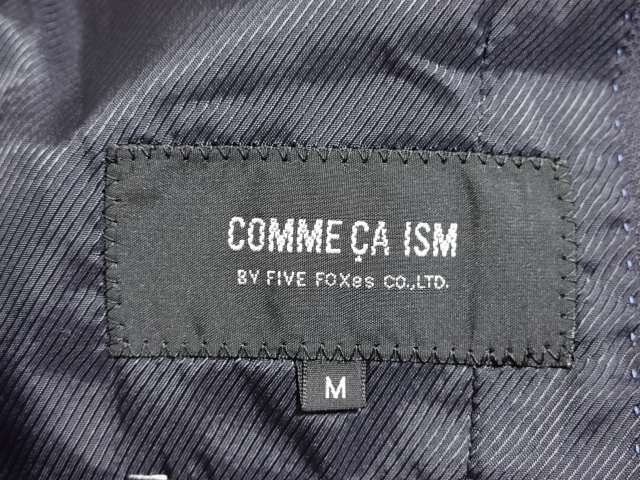 COMME ÇA ISM
BY FIVE FOXes CO.,LTD.
M